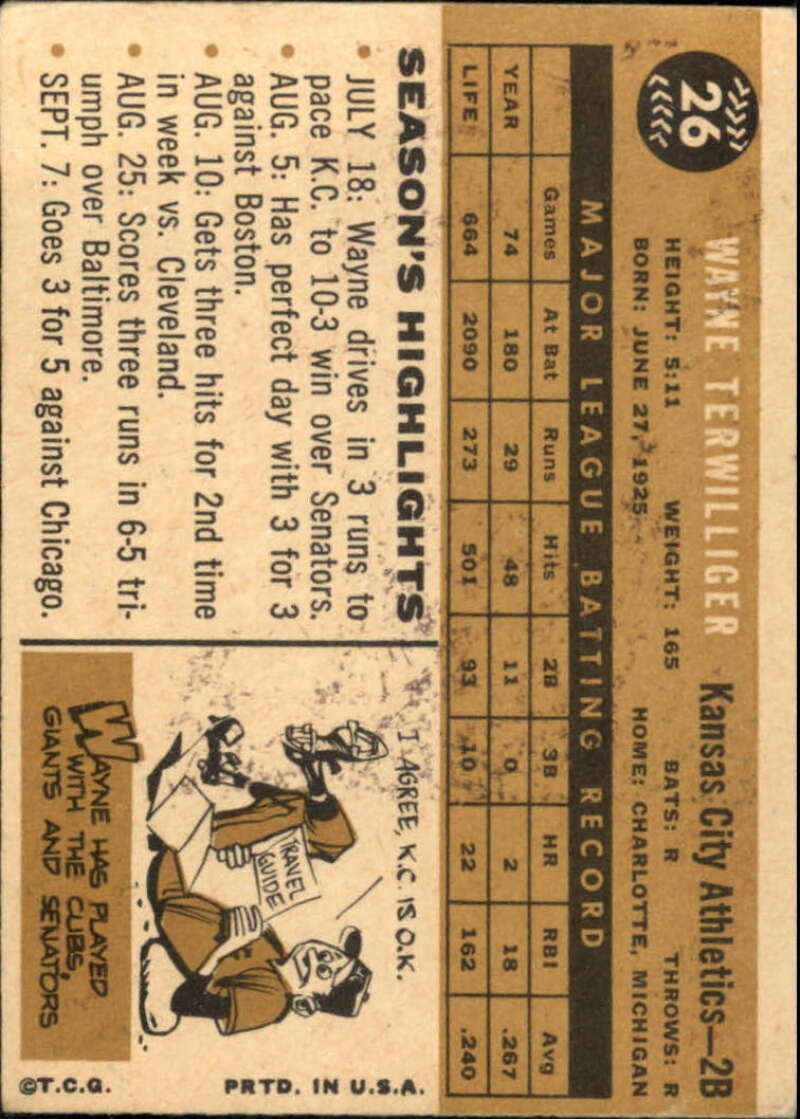 26
WAYNE TERWILLIGER Kansas City Athletics—2B
HEIGHT: 5:11 WEIGHT: 165 BATS: R THROWS: R
BORN: JUNE 27, 1925 HOME: CHARLOTTE, MICHIGAN
MAJOR LEAGUE BATTING RECORD
Games At Bat Runs Hits 2B 3B HR RBI Avg
YEAR 74 180 29 48 11 0 2 18 .267
LIFE 664 2090 273 501 93 10 22 162 .240
SEASON'S HIGHLIGHTS
• JULY 18: Wayne drives in 3 runs to
pace K.C. to 10-3 win over Senators.
• AUG. 5: Has perfect day with 3 for 3
against Boston.
• AUG. 10: Gets three hits for 2nd time
in week vs. Cleveland.
• AUG. 25: Scores three runs in 6-5 tri-
umph over Baltimore.
• SEPT. 7: Goes 3 for 5 against Chicago.
I AGREE, K.C. IS O.K.
TRAVEL
GUIDE
WAYNE HAS PLAYED
WITH THE CUBS,
GIANTS AND SENATORS
©T.C.G. PRTD. IN U.S.A.